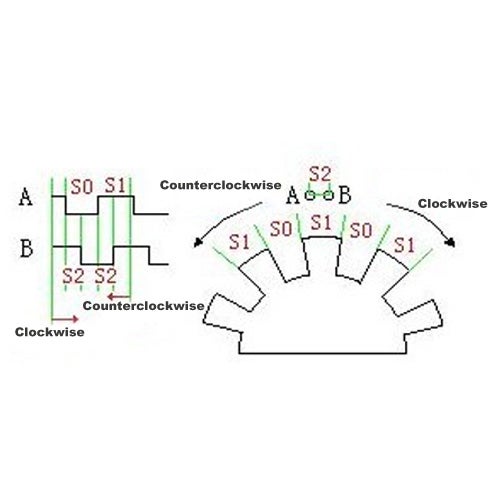 A S0 S1
B
S2 S2
Counterclockwise
Clockwise
S2
Counterclockwise A B Clockwise
S1 S0 S1 S0 S1